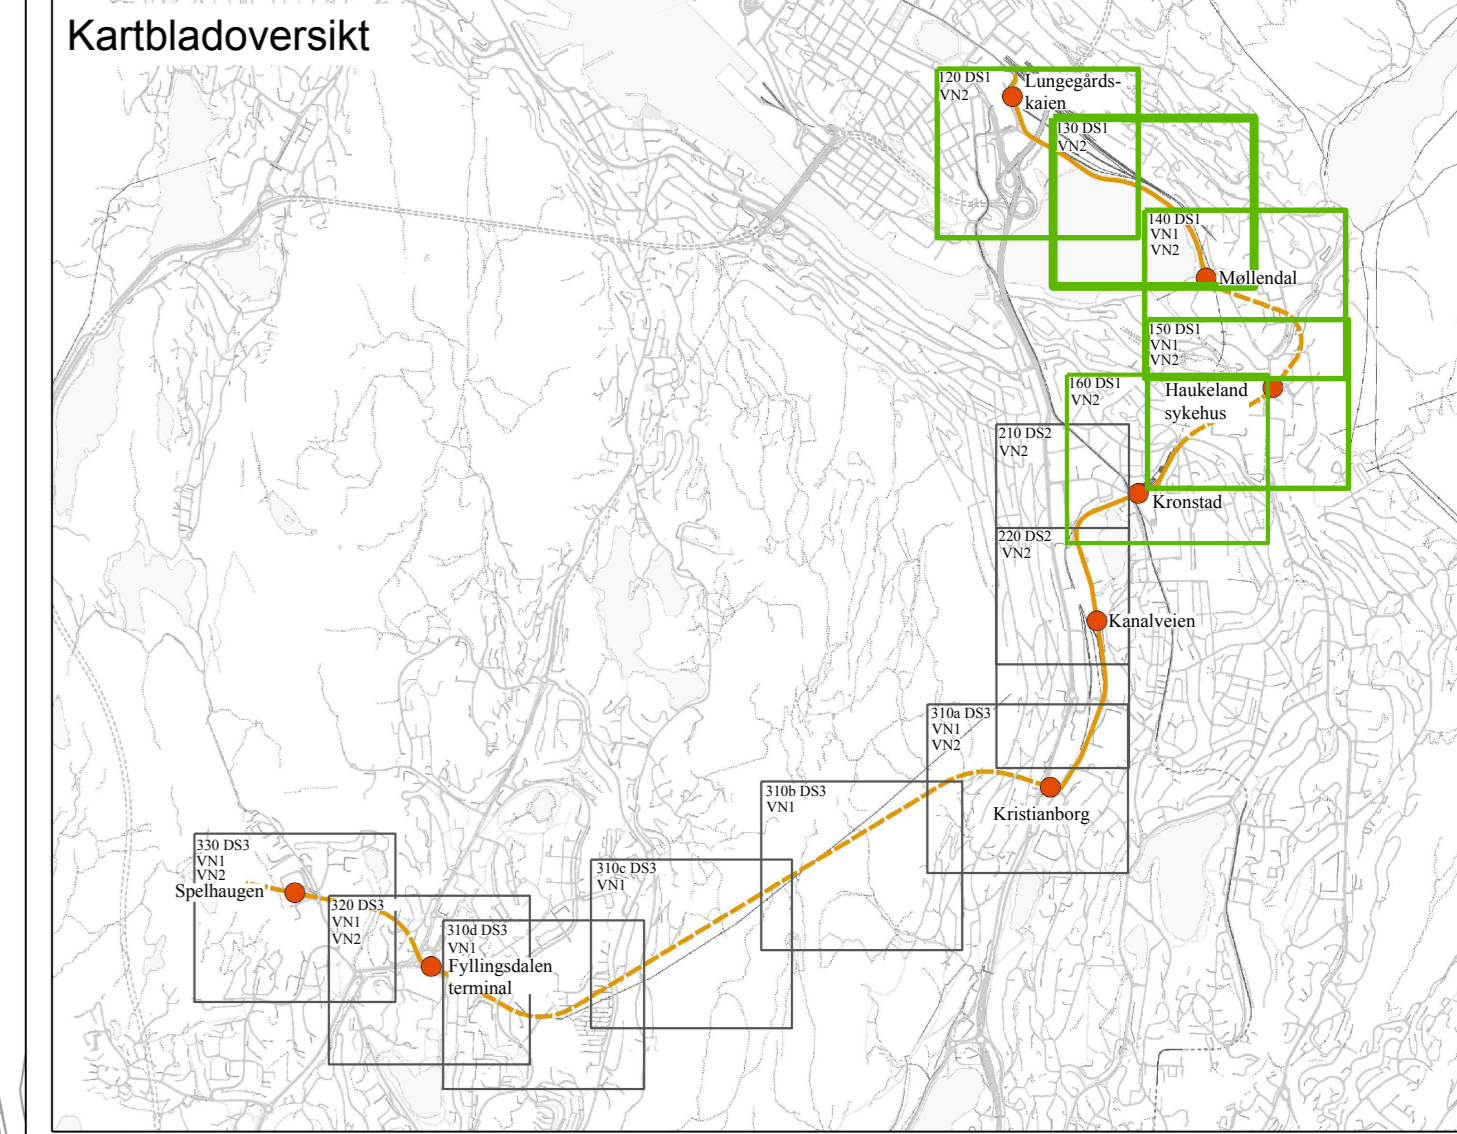 Kartbladoversikt
120 DS1
VN2
Lungegårds-
kaien
130 DS1
VN2
140 DS1
VN1
VN2
Møllendal
150 DS1
VN1
VN2
160 DS1
VN2
Haukeland
sykehus
210 DS2
VN2
Kronstad
220 DS2
VN2
Kanalveien
310a DS3
VN1
VN2
310b DS3
VN1
Kristianborg
330 DS3
VN1
VN2
Spelhaugen
310c DS3
VN1
320 DS3
VN1
VN2
310d DS3
VN1
Fyllingsdalen
terminal